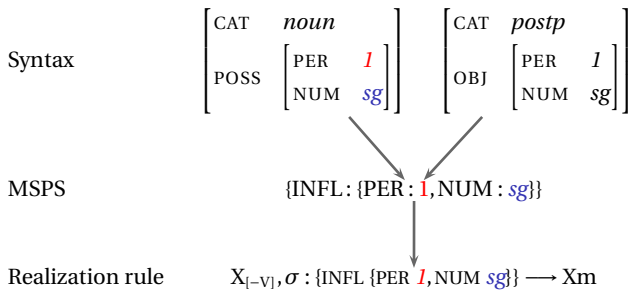 CAT noun CAT postp
Syntax POSS [PER 1 OBJ [PER 1
NUM sg] NUM sg]
MSPS {INFL : {PER : 1, NUM : sg}}
Realization rule X[−V], σ : {INFL {PER 1, NUM sg}} ⟶ Xm